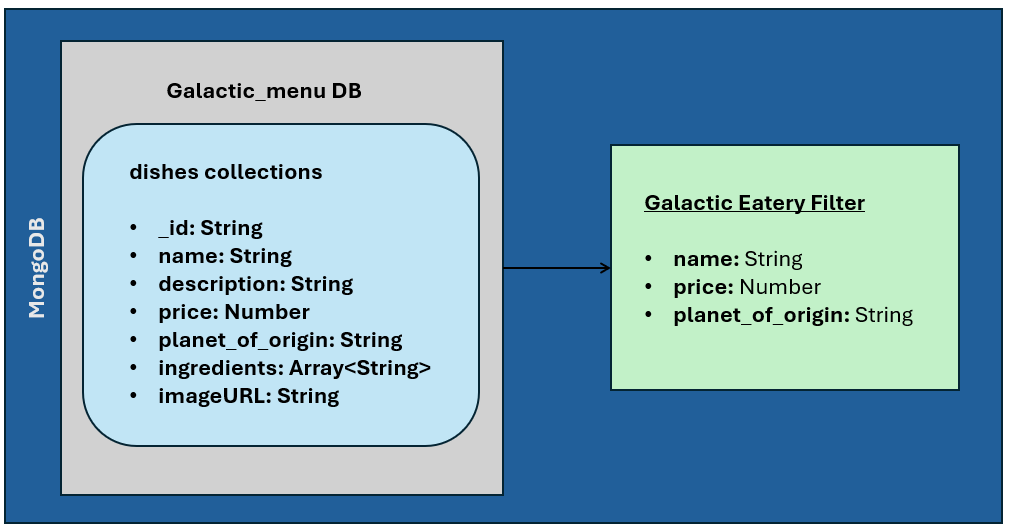 MongoDB
Galactic_menu DB
dishes collections
• _id: String
• name: String
• description: String
• price: Number
• planet_of_origin: String
• ingredients: Array<String>
• imageURL: String
Galactic Eatery Filter
• name: String
• price: Number
• planet_of_origin: String